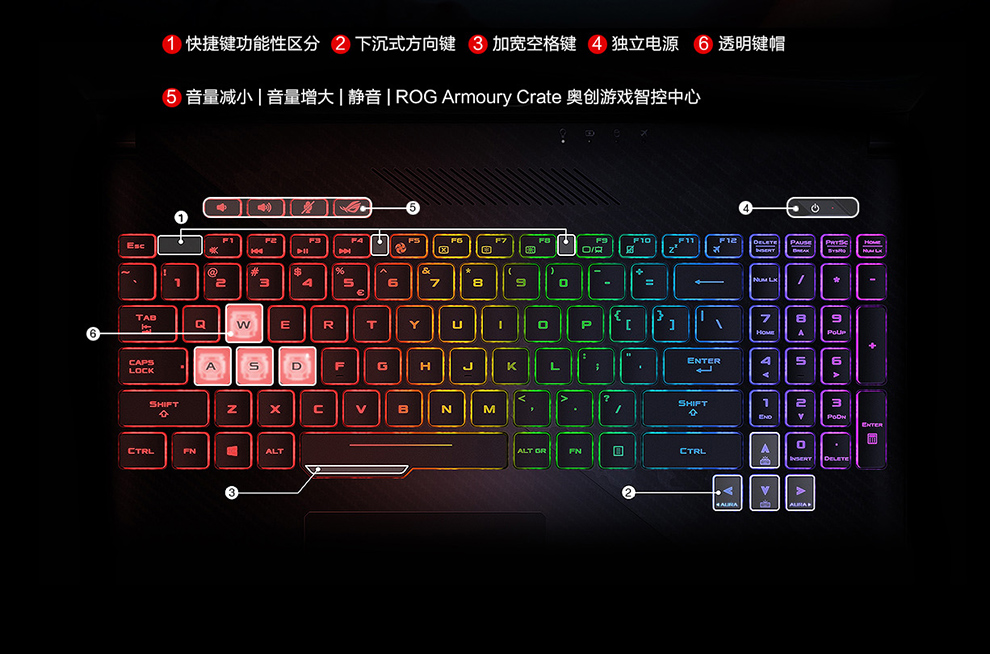 1 快捷键功能性区分 2 下沉式方向键 3 加宽空格键 4 独立电源 6 透明键帽
5 音量减小 | 音量增大 | 静音 | ROG Armoury Crate 奥创游戏智控中心
5
4
1
Esc F1 F2 F3 F4 F5 F6 F7 F8 F9 F10 F11 F12 DELETE INSERT PAUSE BREAK PRTSC SYSRQ HOME NUM LK
~ ` ! 1 @ 2 # 3 $ 4 % 5 € ^ 6 & 7 * 8 ( 9 ) 0 _ - + = NUM LK / * -
6
TAB Q W E R T Y U I O P { [ } ] | \ 7 HOME 8 9 PGUP +
CAPS LOCK A S D F G H J K L : ; " ' ENTER 4 5 6
SHIFT Z X C V B N M < , > . ? / SHIFT 1 END 2 3 PGDN ENTER
CTRL FN ALT ALT GR FN CTRL 0 INSERT . DELETE
3
2
AURA AURA